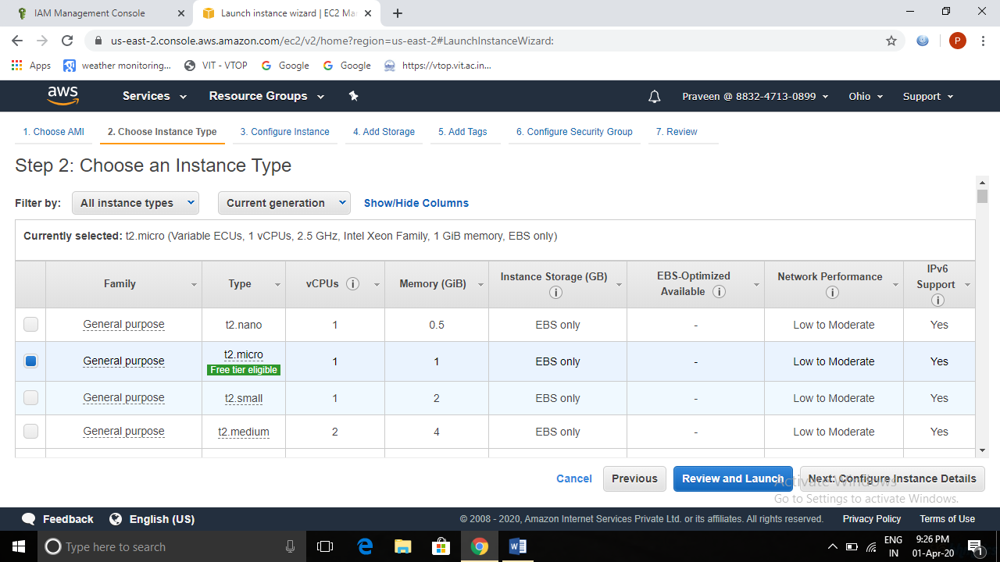 IAM Management Console
Launch instance wizard | EC2 Ma
us-east-2.console.aws.amazon.com/ec2/v2/home?region=us-east-2#LaunchInstanceWizard:
P
Apps weather monitoring... VIT - VTOP Google Google https://vtop.vit.ac.in...
aws Services Resource Groups Praveen @ 8832-4713-0899 Ohio Support
1. Choose AMI 2. Choose Instance Type 3. Configure Instance 4. Add Storage 5. Add Tags 6. Configure Security Group 7. Review
Step 2: Choose an Instance Type
Filter by: All instance types Current generation Show/Hide Columns
Currently selected: t2.micro (Variable ECUs, 1 vCPUs, 2.5 GHz, Intel Xeon Family, 1 GiB memory, EBS only)
Family Type vCPUs Memory (GiB) Instance Storage (GB) EBS-Optimized Available Network Performance IPv6 Support
General purpose t2.nano 1 0.5 EBS only - Low to Moderate Yes
General purpose t2.micro Free tier eligible 1 1 EBS only - Low to Moderate Yes
General purpose t2.small 1 2 EBS only - Low to Moderate Yes
General purpose t2.medium 2 4 EBS only - Low to Moderate Yes
Cancel Previous Review and Launch Next: Configure Instance Details
Activate Windows
Go to Settings to activate Windows.
Feedback English (US) © 2008 - 2020, Amazon Internet Services Private Ltd. or its affiliates. All rights reserved. Privacy Policy Terms of Use
Type here to search
ENG
IN
9:26 PM
01-Apr-20
1